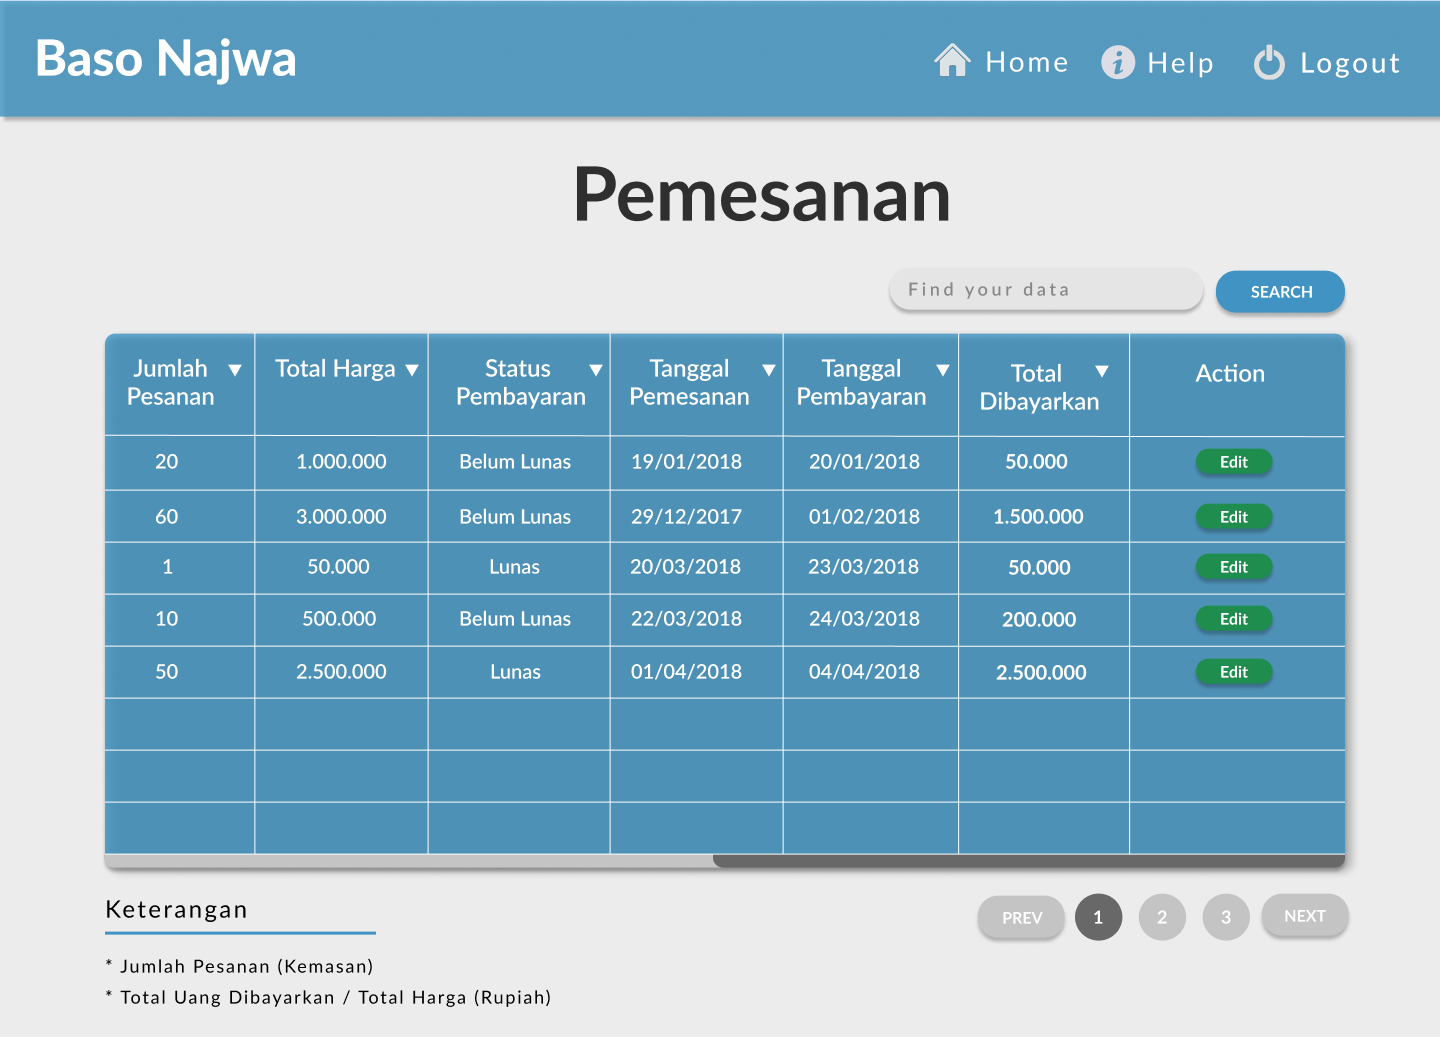 Baso Najwa
Home Help Logout
Pemesanan
Find your data SEARCH
Jumlah Pesanan ▼ Total Harga ▼ Status Pembayaran ▼ Tanggal Pemesanan ▼ Tanggal Pembayaran ▼ Total Dibayarkan ▼ Action
20 1.000.000 Belum Lunas 19/01/2018 20/01/2018 50.000 Edit
60 3.000.000 Belum Lunas 29/12/2017 01/02/2018 1.500.000 Edit
1 50.000 Lunas 20/03/2018 23/03/2018 50.000 Edit
10 500.000 Belum Lunas 22/03/2018 24/03/2018 200.000 Edit
50 2.500.000 Lunas 01/04/2018 04/04/2018 2.500.000 Edit
Keterangan
PREV 1 2 3 NEXT
* Jumlah Pesanan (Kemasan)
* Total Uang Dibayarkan / Total Harga (Rupiah)